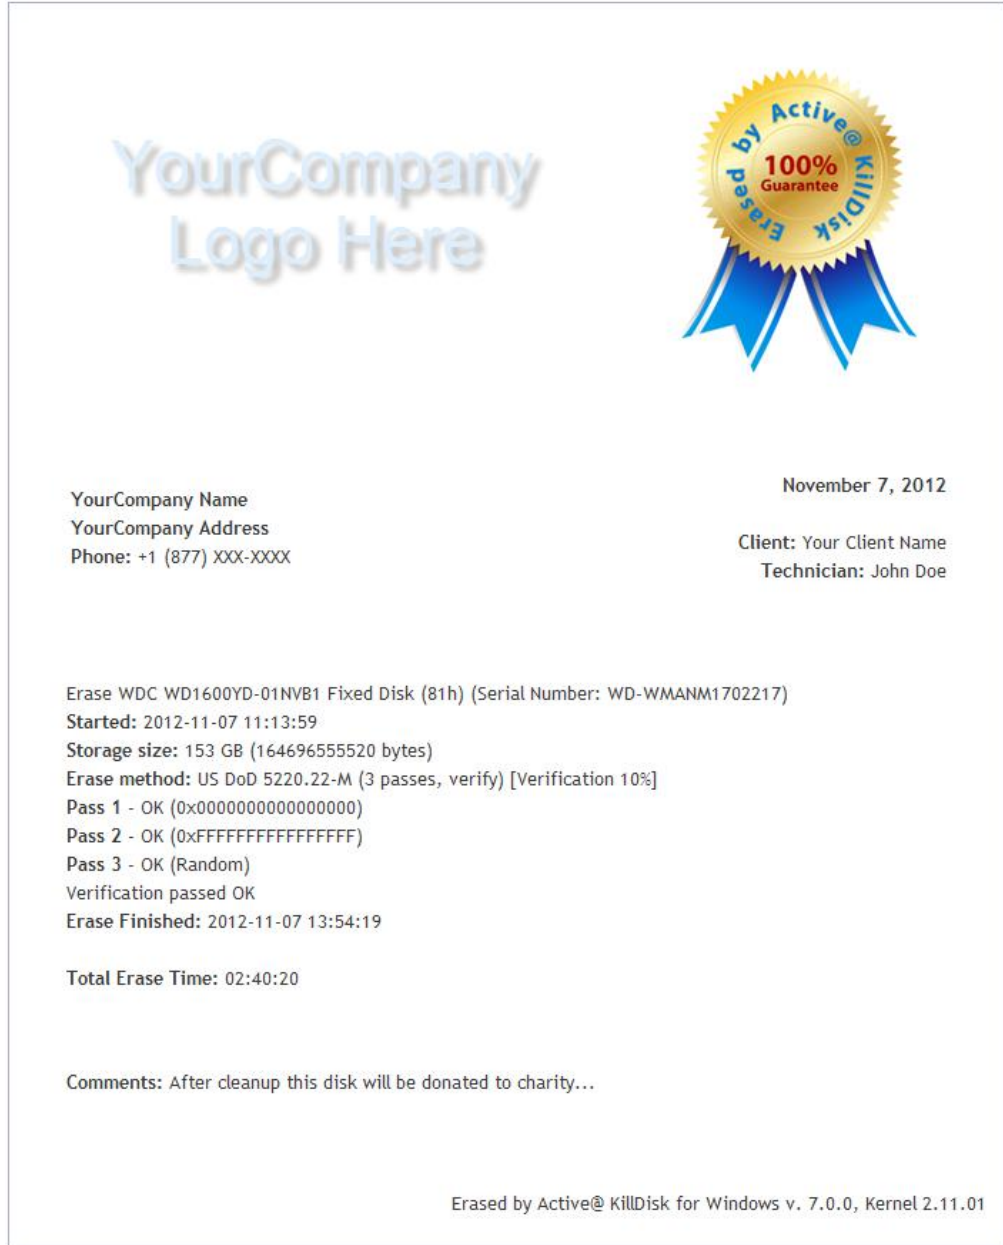 YourCompany
Logo Here
Erased by Active@ KillDisk
100%
Guarantee
YourCompany Name
YourCompany Address
Phone: +1 (877) XXX-XXXX
November 7, 2012
Client: Your Client Name
Technician: John Doe
Erase WDC WD1600YD-01NVB1 Fixed Disk (81h) (Serial Number: WD-WMANM1702217)
Started: 2012-11-07 11:13:59
Storage size: 153 GB (164696555520 bytes)
Erase method: US DoD 5220.22-M (3 passes, verify) [Verification 10%]
Pass 1 - OK (0x0000000000000000)
Pass 2 - OK (0xFFFFFFFFFFFFFFFF)
Pass 3 - OK (Random)
Verification passed OK
Erase Finished: 2012-11-07 13:54:19
Total Erase Time: 02:40:20
Comments: After cleanup this disk will be donated to charity...
Erased by Active@ KillDisk for Windows v. 7.0.0, Kernel 2.11.01